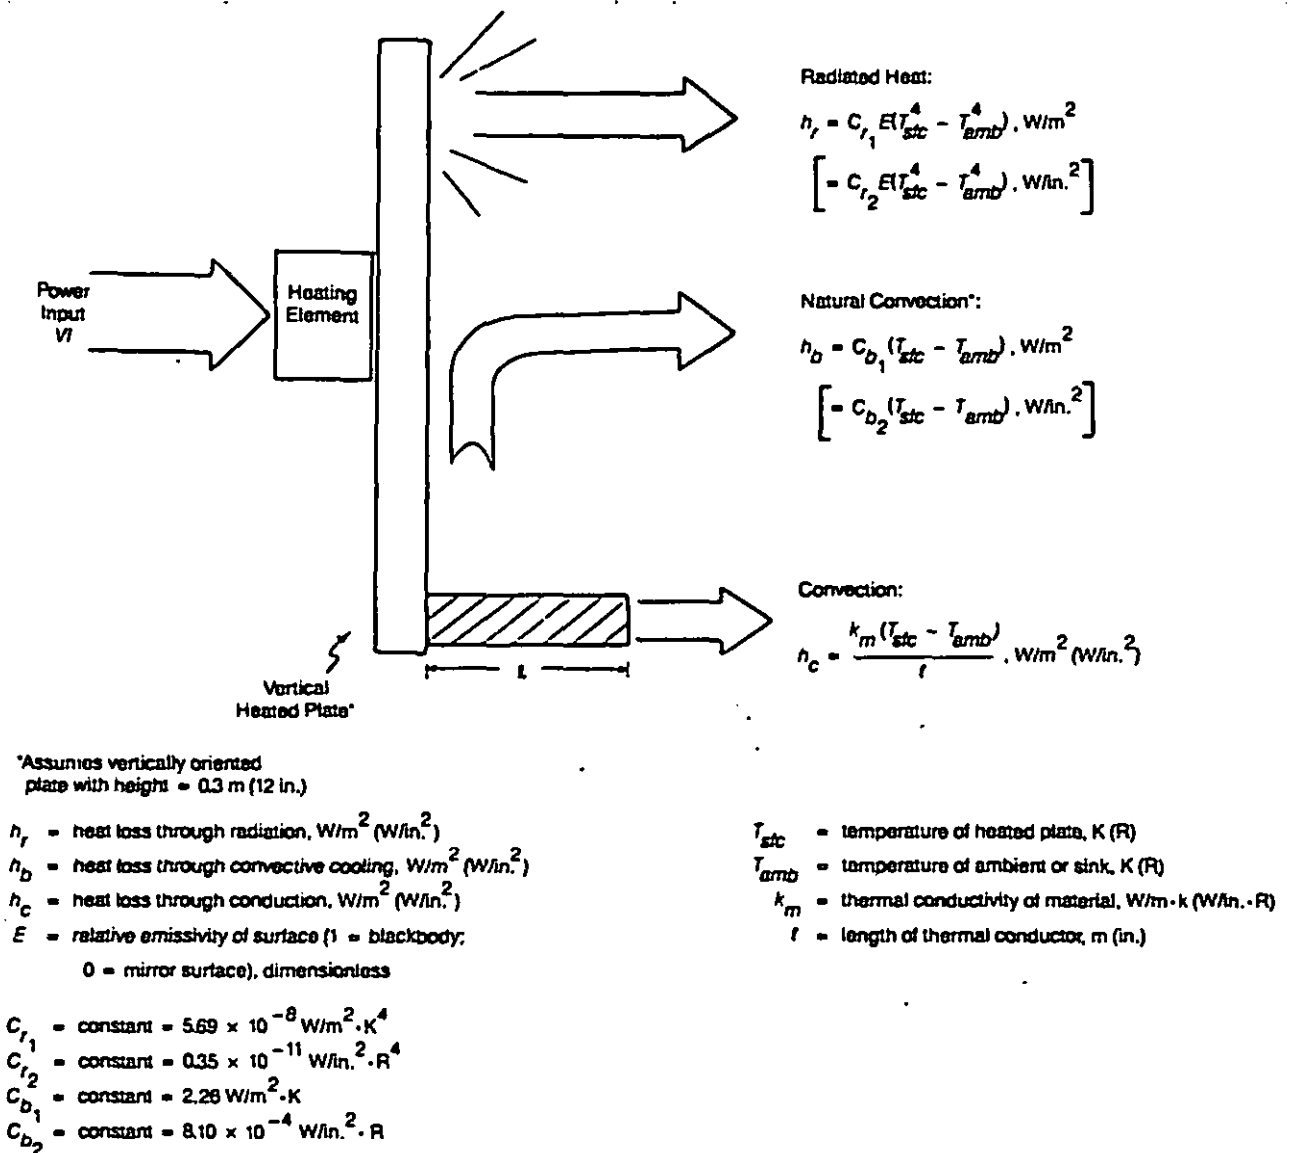 Radiated Heat:
h_r = C_r1 E(T_sfc^4 − T_amb^4), W/m^2
[= C_r2 E(T_sfc^4 − T_amb^4), W/in.^2]
Power
Input
VI
Heating
Element
Natural Convection*:
h_b = C_b1 (T_sfc − T_amb), W/m^2
[= C_b2 (T_sfc − T_amb), W/in.^2]
Convection:
h_c = k_m (T_sfc − T_amb) / ℓ, W/m^2 (W/in.^2)
ℓ
Vertical
Heated Plate*
*Assumes vertically oriented
plate with height = 0.3 m (12 in.)
h_r = heat loss through radiation, W/m^2 (W/in.^2)
h_b = heat loss through convective cooling, W/m^2 (W/in.^2)
h_c = heat loss through conduction, W/m^2 (W/in.^2)
E = relative emissivity of surface (1 = blackbody;
0 = mirror surface), dimensionless
T_sfc = temperature of heated plate, K (R)
T_amb = temperature of ambient or sink, K (R)
k_m = thermal conductivity of material, W/m·k (W/in.·R)
ℓ = length of thermal conductor, m (in.)
C_r1 = constant = 5.69 × 10^−8 W/m^2·K^4
C_r2 = constant = 0.35 × 10^−11 W/in.^2·R^4
C_b1 = constant = 2.26 W/m^2·K
C_b2 = constant = 8.10 × 10^−4 W/in.^2·R